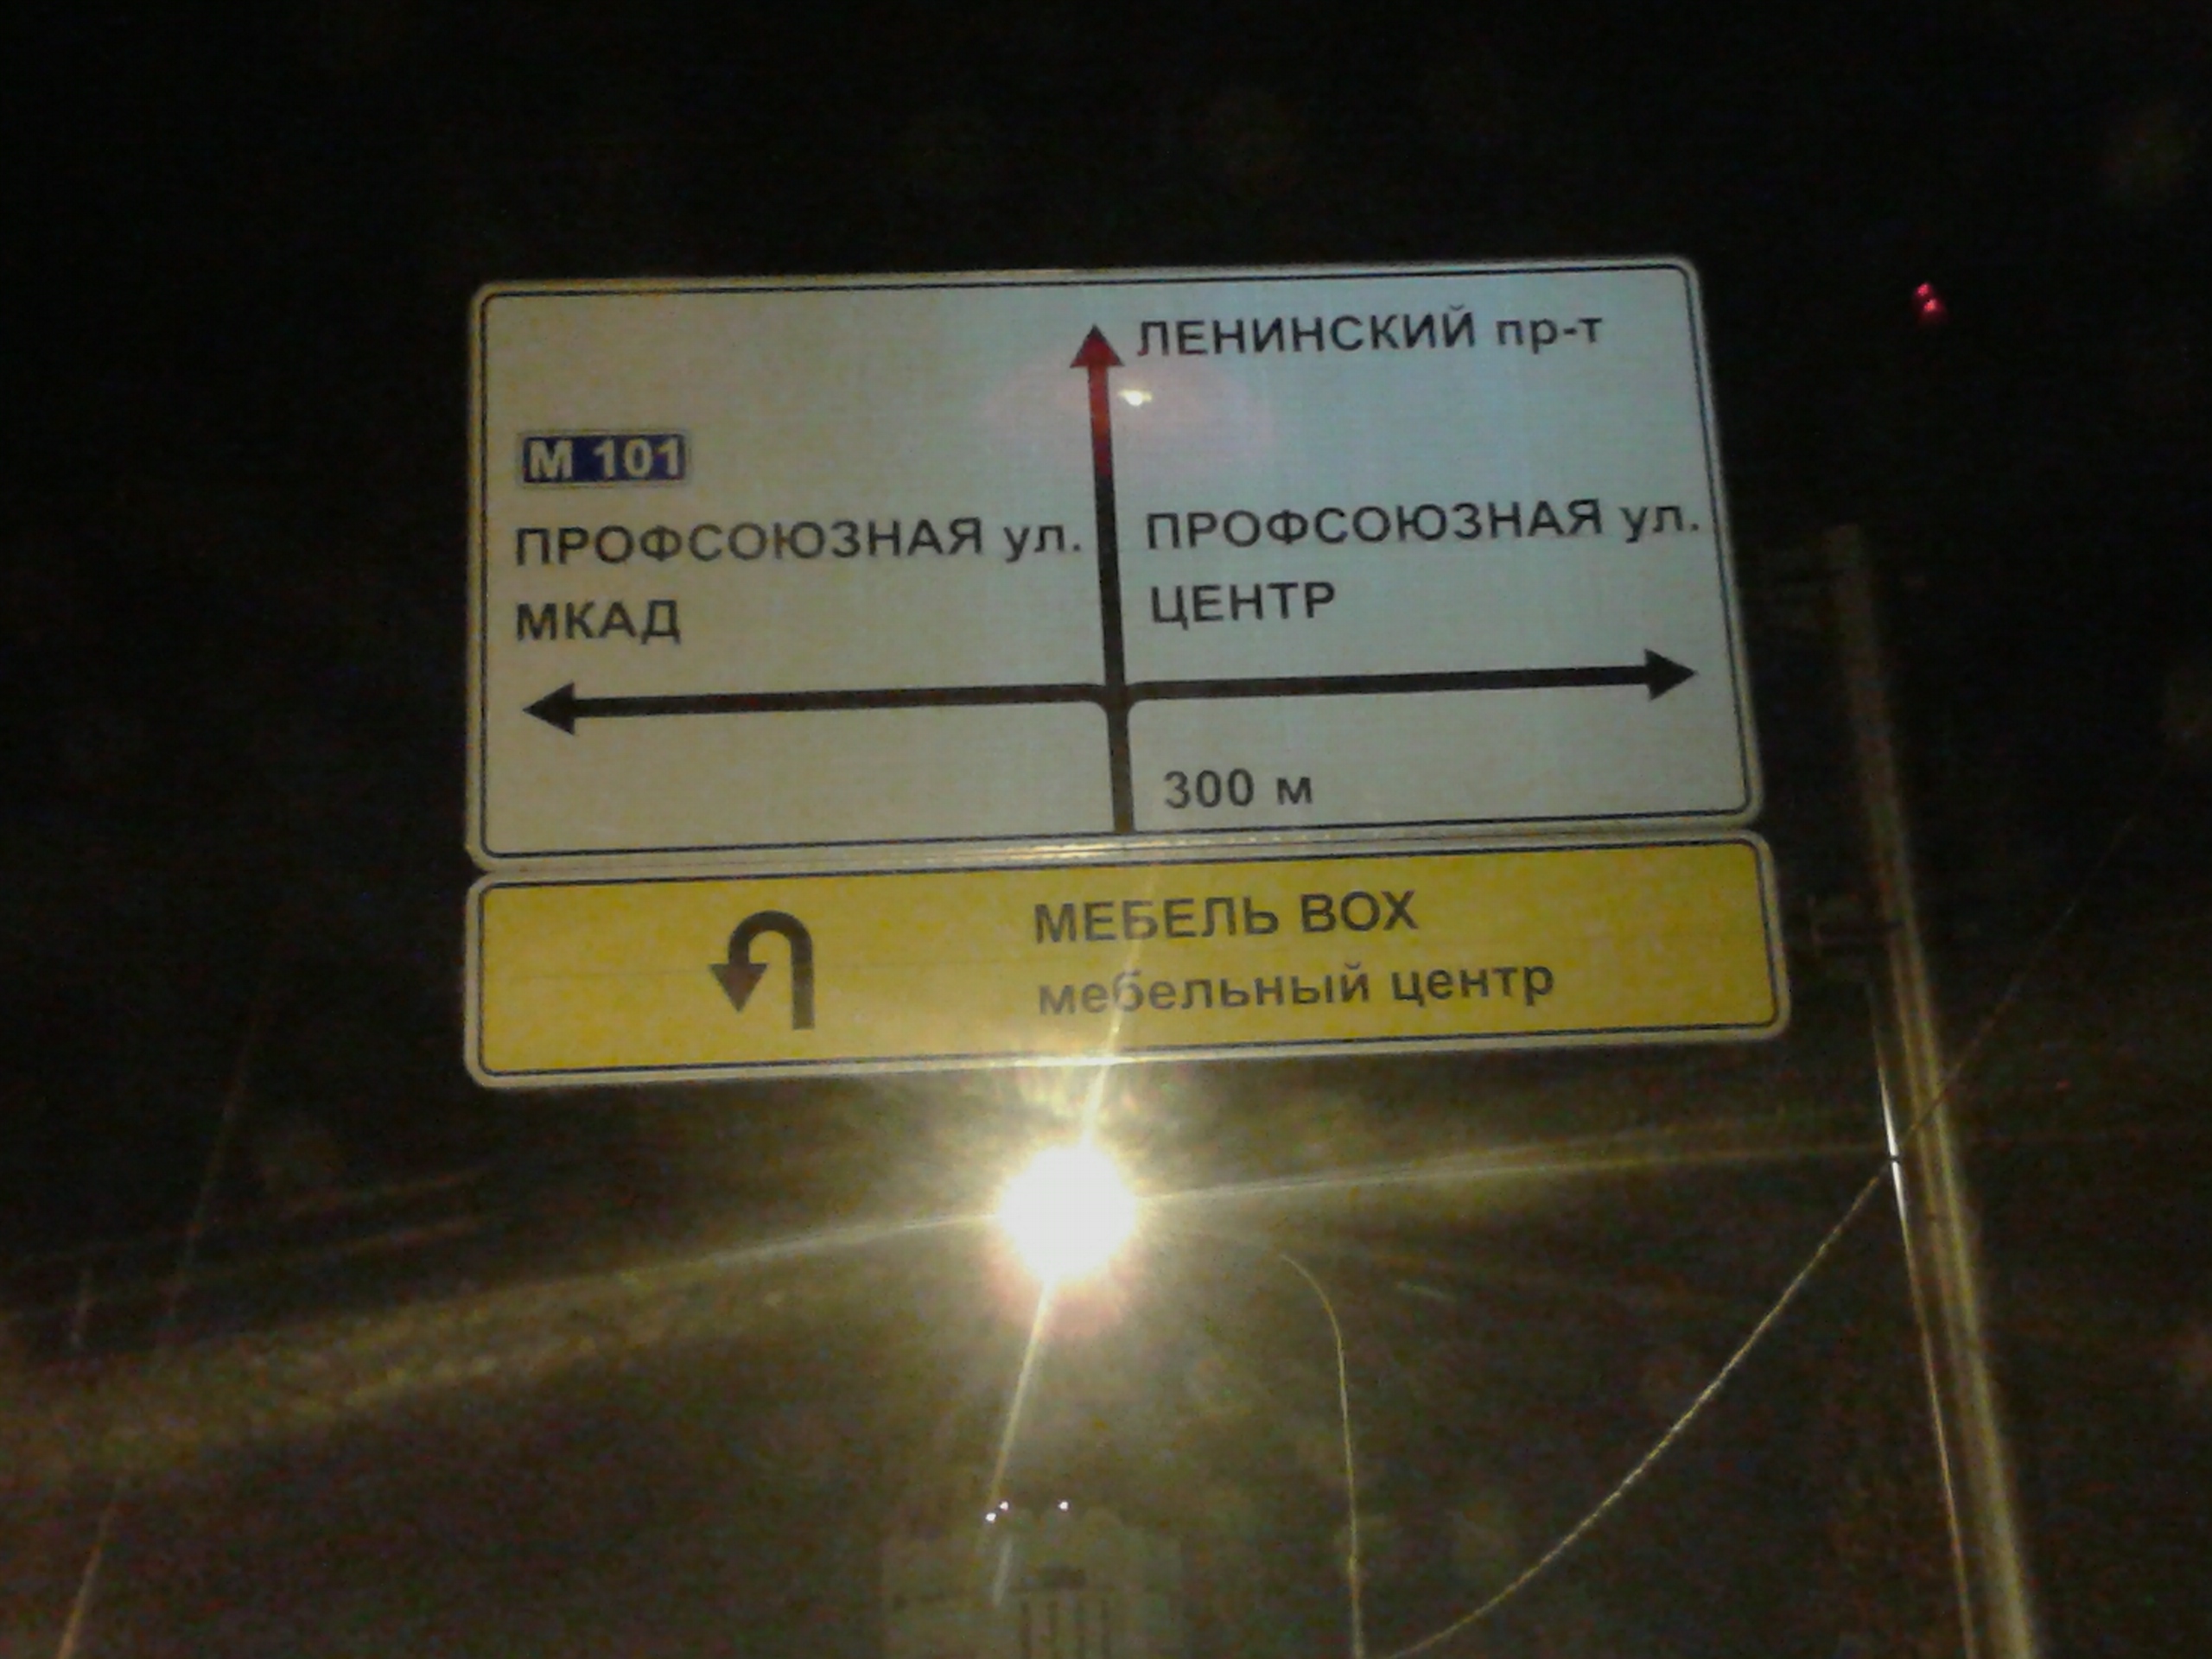 ЛЕНИНСКИЙ пр-т
М 101
ПРОФСОЮЗНАЯ ул.
МКАД
ПРОФСОЮЗНАЯ ул.
ЦЕНТР
300 м
МЕБЕЛЬ BOX
мебельный центр